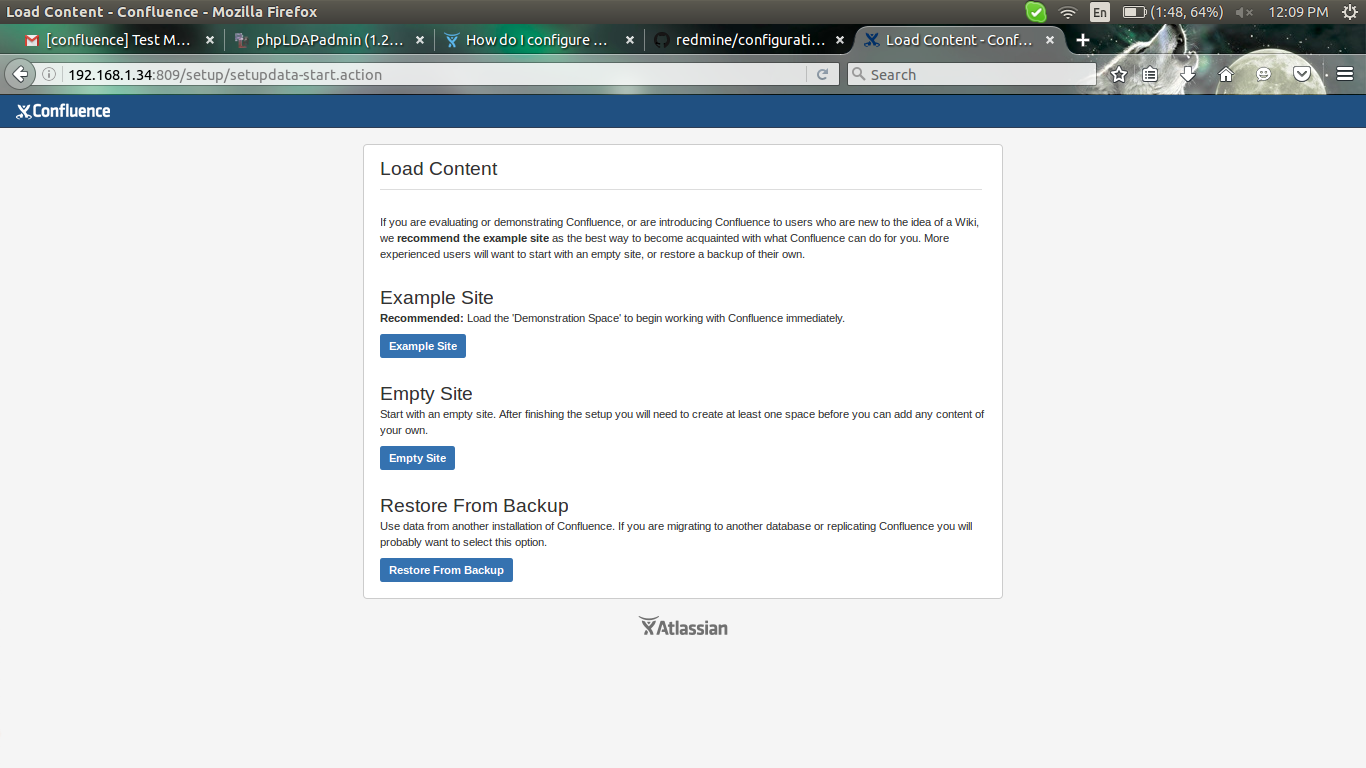 Load Content - Confluence - Mozilla Firefox
En
(1:48, 64%)
12:09 PM
[confluence] Test M...
phpLDAPadmin (1.2...
How do I configure ...
redmine/configurati...
Load Content - Conf...
192.168.1.34:809/setup/setupdata-start.action
Search
Confluence
Load Content
If you are evaluating or demonstrating Confluence, or are introducing Confluence to users who are new to the idea of a Wiki,
we recommend the example site as the best way to become acquainted with what Confluence can do for you. More
experienced users will want to start with an empty site, or restore a backup of their own.
Example Site
Recommended: Load the 'Demonstration Space' to begin working with Confluence immediately.
Example Site
Empty Site
Start with an empty site. After finishing the setup you will need to create at least one space before you can add any content of
your own.
Empty Site
Restore From Backup
Use data from another installation of Confluence. If you are migrating to another database or replicating Confluence you will
probably want to select this option.
Restore From Backup
Atlassian